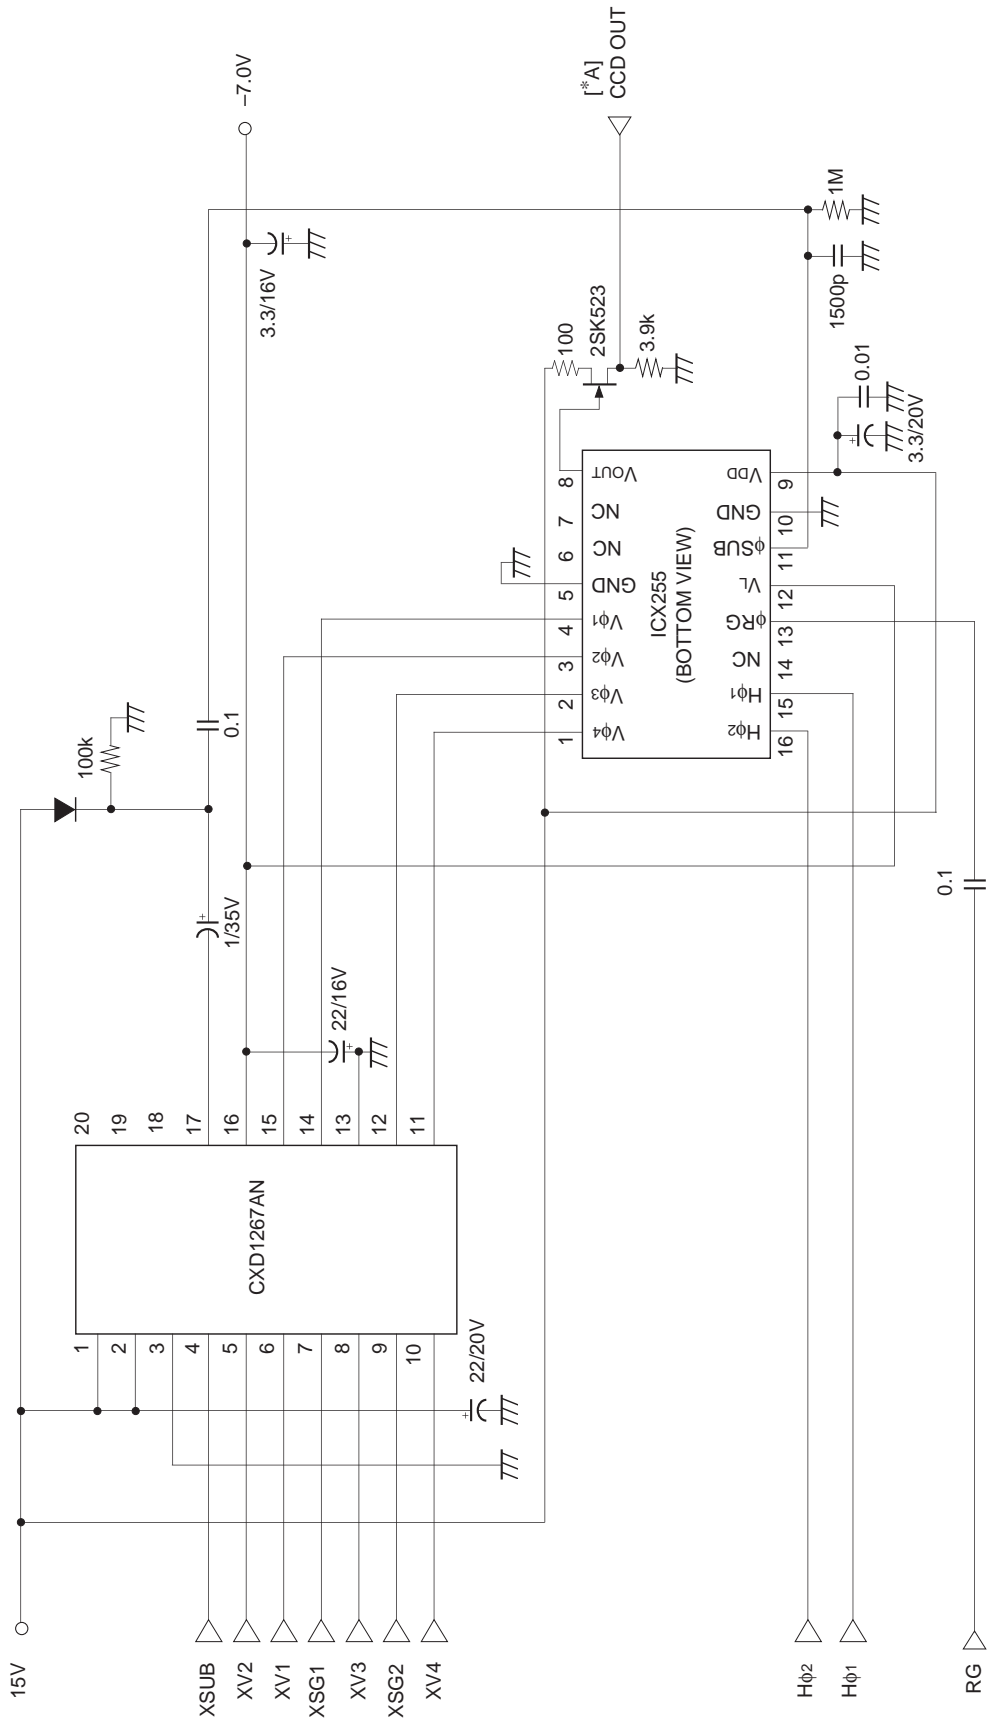 15V
XSUB
XV2
XV1
XSG1
XV3
XSG2
XV4
Hϕ2
Hϕ1
RG
1
2
3
4
5
6
7
8
9
10
22/20V
CXD1267AN
20
19
18
17
16
15
14
13
12
11
22/16V
1/35V
0.1
100k
0.1
–7.0V
3.3/16V
[*A]
CCD OUT
100
2SK523
3.9k
1M
1500p
0.01
3.3/20V
ICX255
(BOTTOM VIEW)
1
2
3
4
5
6
7
8
Vϕ4
Vϕ3
Vϕ2
Vϕ1
GND
NC
NC
VOUT
Hϕ2
Hϕ1
NC
ϕRG
VL
ϕSUB
GND
VDD
16
15
14
13
12
11
10
9